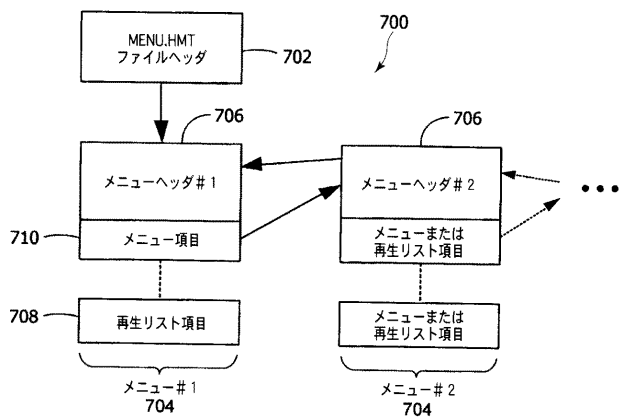 MENU.HMT
ファイルヘッダ
702
700
706
706
メニューヘッダ＃1
メニューヘッダ＃2
•••
710
メニュー項目
メニューまたは
再生リスト項目
708
再生リスト項目
メニューまたは
再生リスト項目
メニュー＃1
704
メニュー＃2
704